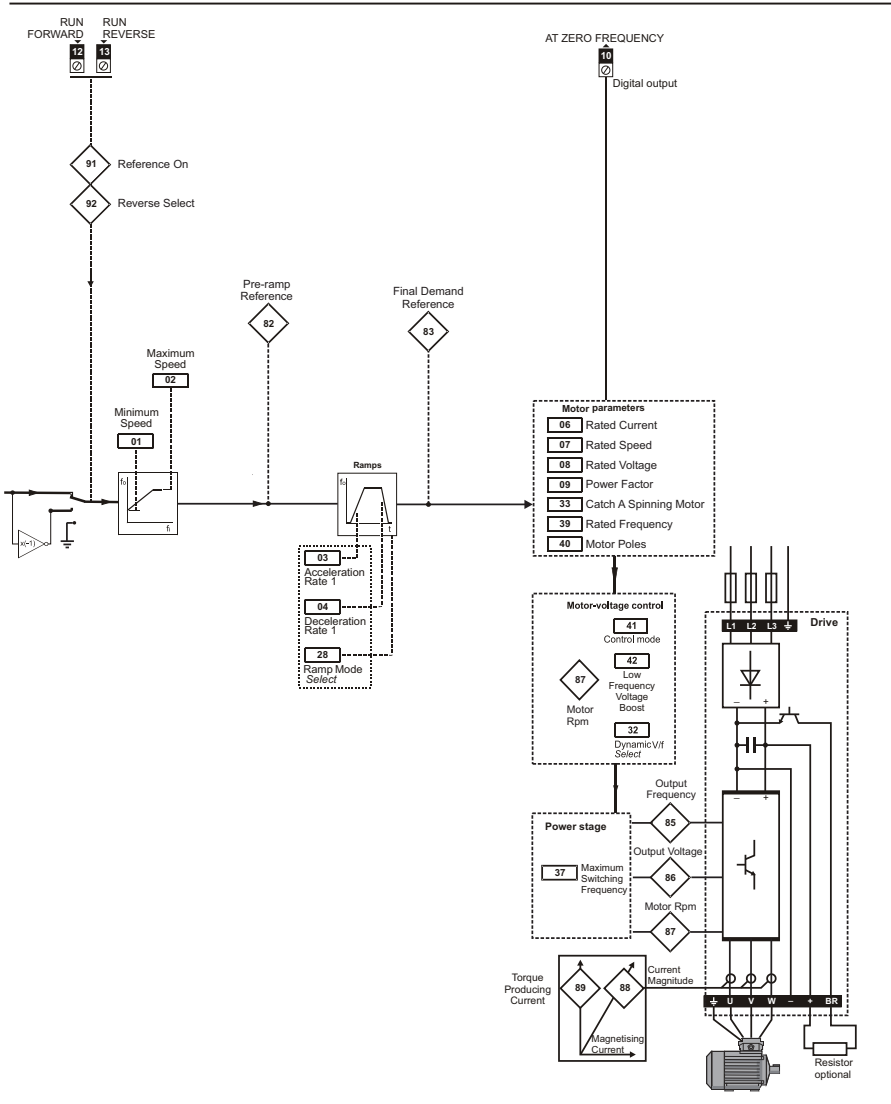 RUN FORWARD
RUN REVERSE
12
13
AT ZERO FREQUENCY
10
Digital output
91
Reference On
92
Reverse Select
Pre-ramp
Reference
82
Final Demand
Reference
83
Maximum
Speed
02
Minimum
Speed
01
f₀
fᵢ
x(−1)
Ramps
f₀
t
03
Acceleration
Rate 1
04
Deceleration
Rate 1
28
Ramp Mode
Select
Motor parameters
06 Rated Current
07 Rated Speed
08 Rated Voltage
09 Power Factor
33 Catch A Spinning Motor
39 Rated Frequency
40 Motor Poles
Motor-voltage control
41
Control mode
42
Low
Frequency
Voltage
Boost
87
Motor
Rpm
32
Dynamic V/f
Select
L1 L2 L3
Drive
– +
– +
Power stage
37 Maximum
Switching
Frequency
Output
Frequency
85
Output Voltage
86
Motor Rpm
87
Torque
Producing
Current
89
88
Current
Magnitude
Magnetising
Current
U V W – + BR
Resistor
optional